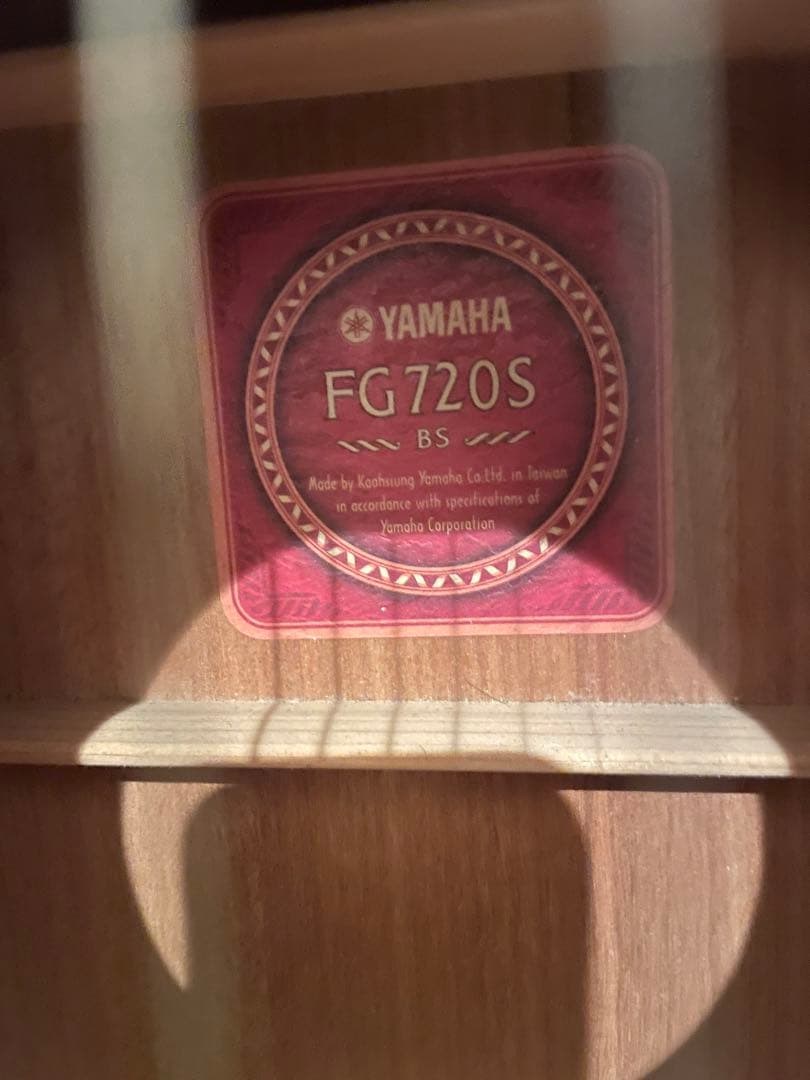 YAMAHA
FG720S
BS
Made by Kaohsiung Yamaha Co.Ltd. in Taiwan
in accordance with specifications of
Yamaha Corporation